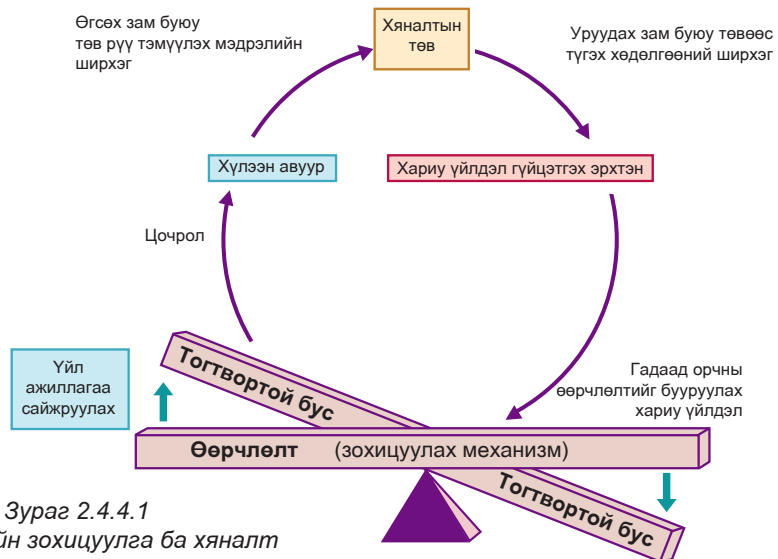 Өгсөх зам буюу
төв рүү тэмүүлэх мэдрэлийн
ширхэг
Хяналтын
төв
Уруудах зам буюу төвөөс
түгэх хөдөлгөөний ширхэг
Хүлээн авуур
Хариу үйлдэл гүйцэтгэх эрхтэн
Цочрол
Үйл
ажиллагаа
сайжруулах
Тогтвортой бус
Гадаад орчны
өөрчлөлтийг бууруулах
хариу үйлдэл
Өөрчлөлт (зохицуулах механизм)
Тогтвортой бус
Зураг 2.4.4.1
йн зохицуулга ба хяналт